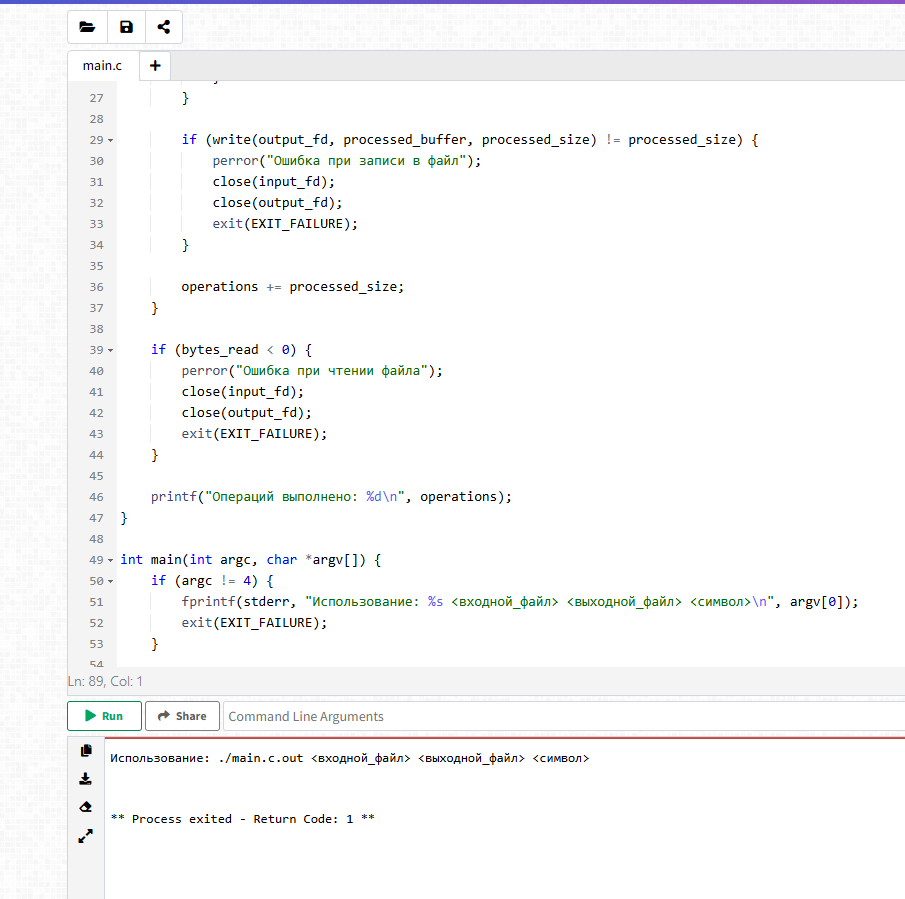 main.c +
27 }
28
29 if (write(output_fd, processed_buffer, processed_size) != processed_size) {
30 perror("Ошибка при записи в файл");
31 close(input_fd);
32 close(output_fd);
33 exit(EXIT_FAILURE);
34 }
35
36 operations += processed_size;
37 }
38
39 if (bytes_read < 0) {
40 perror("Ошибка при чтении файла");
41 close(input_fd);
42 close(output_fd);
43 exit(EXIT_FAILURE);
44 }
45
46 printf("Операций выполнено: %d\n", operations);
47 }
48
49 int main(int argc, char *argv[]) {
50 if (argc != 4) {
51 fprintf(stderr, "Использование: %s <входной_файл> <выходной_файл> <символ>\n", argv[0]);
52 exit(EXIT_FAILURE);
53 }
54
Ln: 89, Col: 1
Run Share Command Line Arguments
Использование: ./main.c.out <входной_файл> <выходной_файл> <символ>
** Process exited - Return Code: 1 **